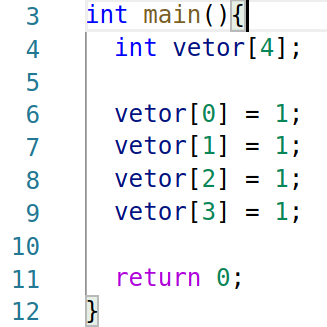 3 int main(){
4   int vetor[4];
5
6   vetor[0] = 1;
7   vetor[1] = 1;
8   vetor[2] = 1;
9   vetor[3] = 1;
10
11   return 0;
12 }